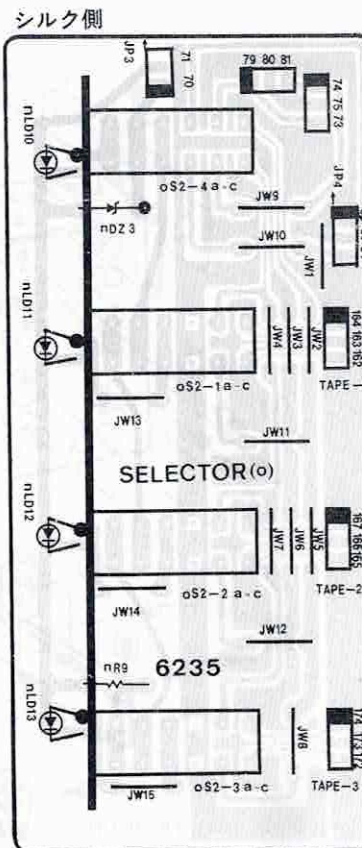 シルク側
JP3
71
70
79 80 81
74
75
73
nLD10
oS2-4a-c
nDZ3
JW9
JW10
JW1
JP4
nLD11
JW4
JW3
JW2
164
163
162
oS2-1a-c
TAPE-
JW13
JW11
SELECTOR(o)
nLD12
JW7
JW6
JW5
167
166
165
oS2-2a-c
TAPE-2
JW14
JW12
nR9
6235
nLD13
JW8
174
173
172
oS2-3a-c
TAPE-3
JW15